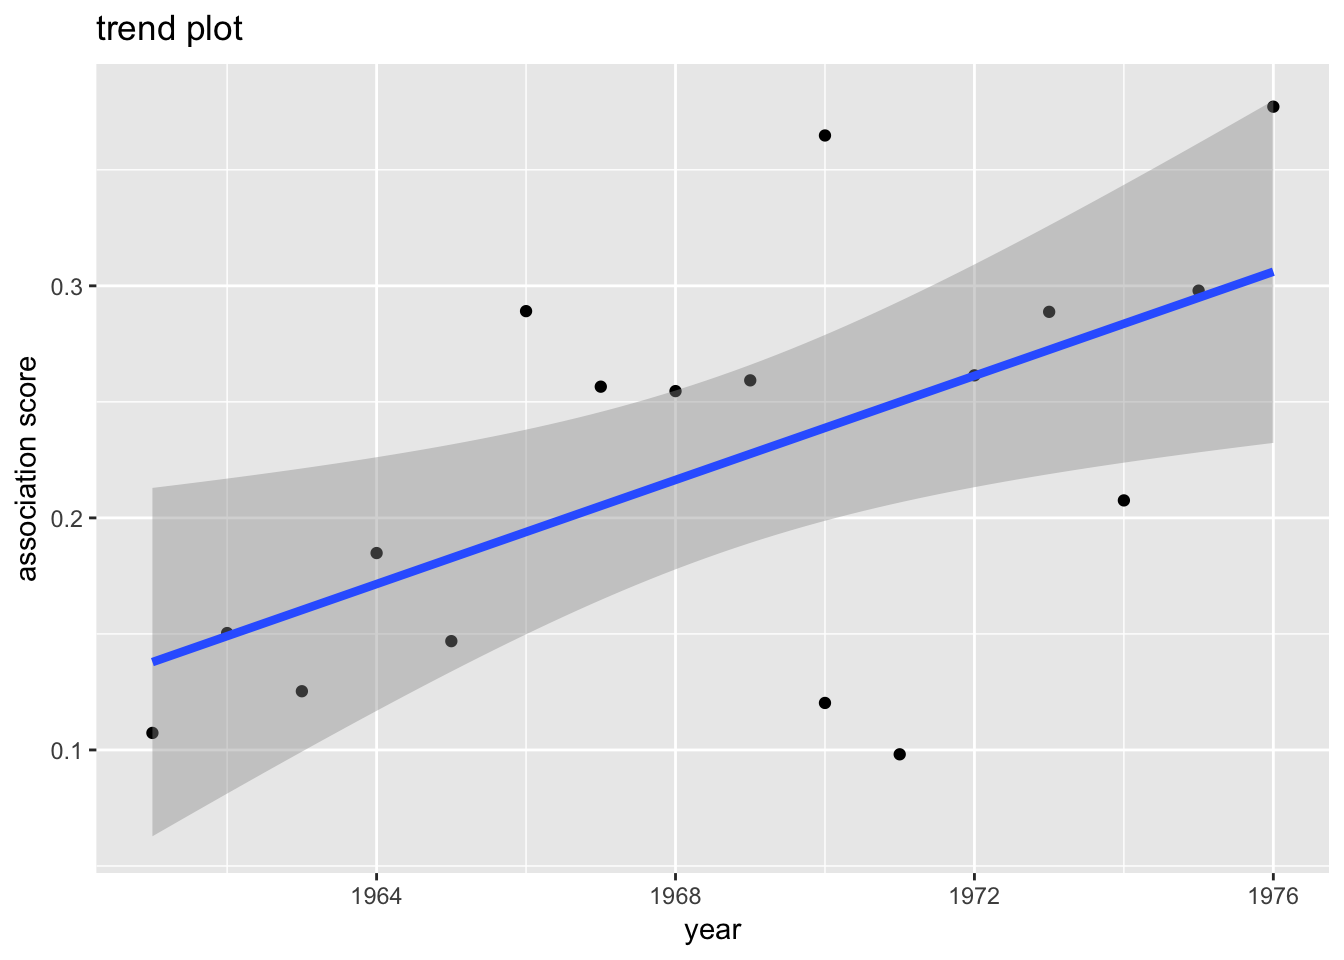 trend plot
association score
0.3
0.2
0.1
1964 1968 1972 1976
year